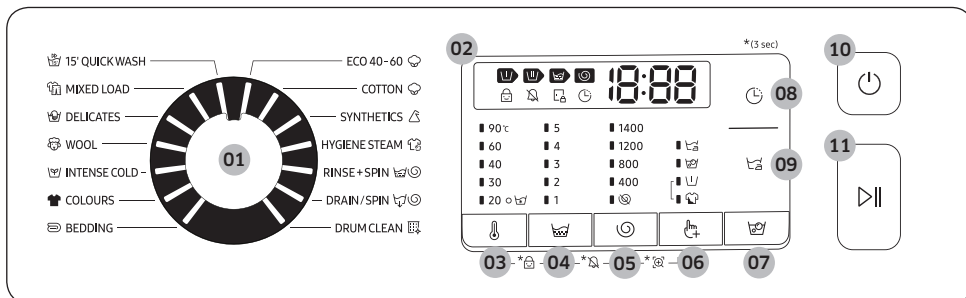 02
*(3 sec)
10
15' QUICK WASH
ECO 40-60
MIXED LOAD
COTTON
18:88
08
DELICATES
SYNTHETICS
90℃ 5 1400
WOOL
HYGIENE STEAM
60 4 1200
01
11
09
INTENSE COLD
RINSE+SPIN
40 3 800
COLOURS
DRAIN/SPIN
30 2 400
BEDDING
DRUM CLEAN
20 1
03 * 04 * 05 * 06 07